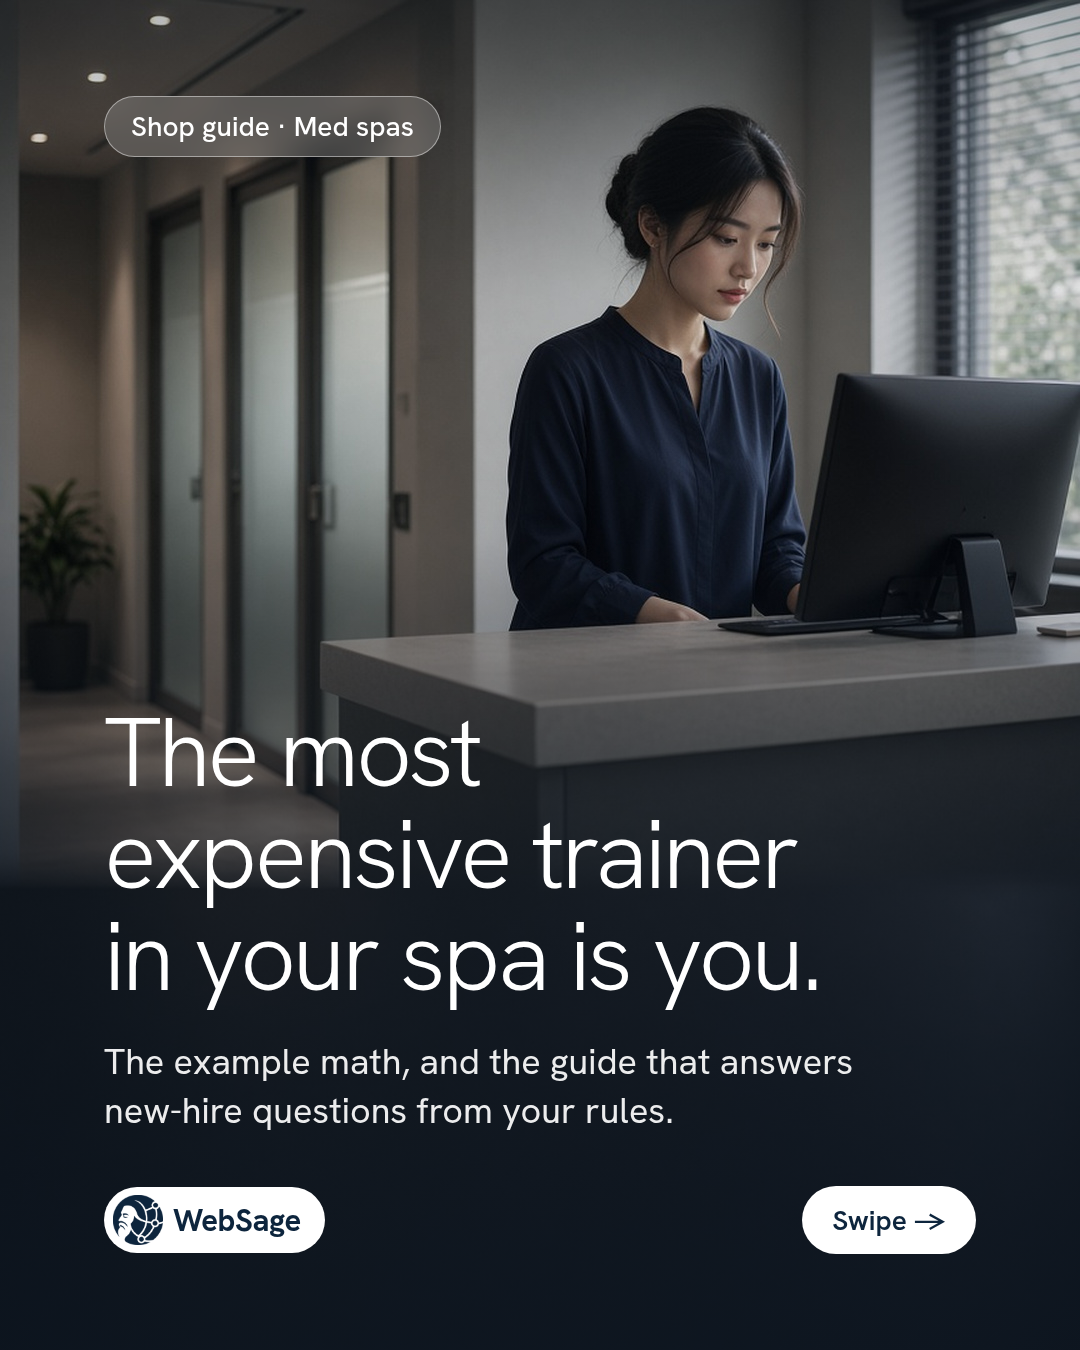 Shop guide · Med spas
The most
expensive trainer
in your spa is you.
The example math, and the guide that answers
new-hire questions from your rules.
WebSage
Swipe →